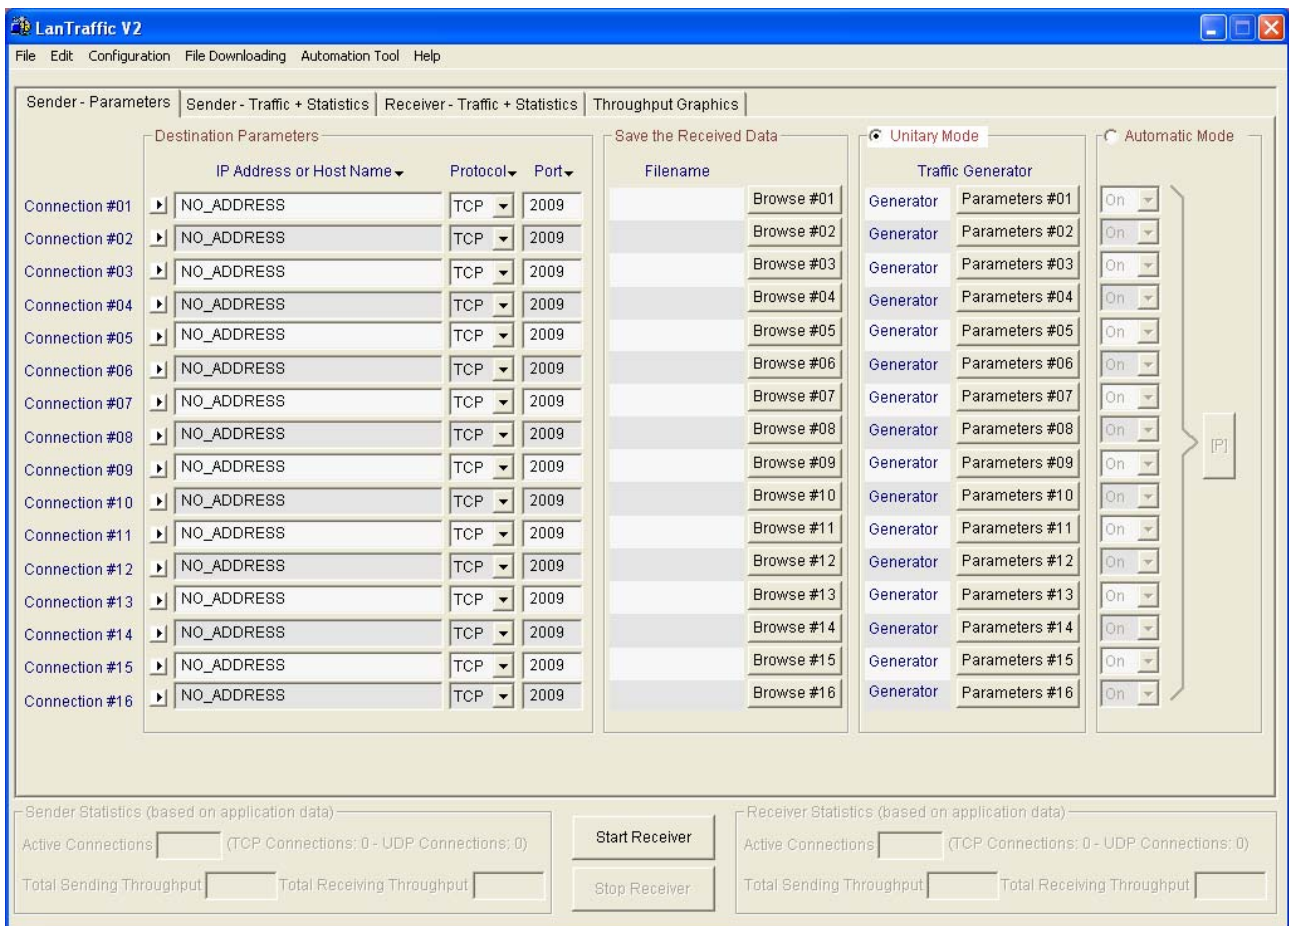 LanTraffic V2
File Edit Configuration File Downloading Automation Tool Help
Sender - Parameters Sender - Traffic + Statistics Receiver - Traffic + Statistics Throughput Graphics
Destination Parameters Save the Received Data Unitary Mode Automatic Mode
IP Address or Host Name Protocol Port Filename Traffic Generator
Connection #01 NO_ADDRESS TCP 2009 Browse #01 Generator Parameters #01 On
Connection #02 NO_ADDRESS TCP 2009 Browse #02 Generator Parameters #02 On
Connection #03 NO_ADDRESS TCP 2009 Browse #03 Generator Parameters #03 On
Connection #04 NO_ADDRESS TCP 2009 Browse #04 Generator Parameters #04 On
Connection #05 NO_ADDRESS TCP 2009 Browse #05 Generator Parameters #05 On
Connection #06 NO_ADDRESS TCP 2009 Browse #06 Generator Parameters #06 On
Connection #07 NO_ADDRESS TCP 2009 Browse #07 Generator Parameters #07 On
Connection #08 NO_ADDRESS TCP 2009 Browse #08 Generator Parameters #08 On
[P]
Connection #09 NO_ADDRESS TCP 2009 Browse #09 Generator Parameters #09 On
Connection #10 NO_ADDRESS TCP 2009 Browse #10 Generator Parameters #10 On
Connection #11 NO_ADDRESS TCP 2009 Browse #11 Generator Parameters #11 On
Connection #12 NO_ADDRESS TCP 2009 Browse #12 Generator Parameters #12 On
Connection #13 NO_ADDRESS TCP 2009 Browse #13 Generator Parameters #13 On
Connection #14 NO_ADDRESS TCP 2009 Browse #14 Generator Parameters #14 On
Connection #15 NO_ADDRESS TCP 2009 Browse #15 Generator Parameters #15 On
Connection #16 NO_ADDRESS TCP 2009 Browse #16 Generator Parameters #16 On
Sender Statistics (based on application data)
Active Connections (TCP Connections: 0 - UDP Connections: 0)
Total Sending Throughput Total Receiving Throughput
Start Receiver
Stop Receiver
Receiver Statistics (based on application data)
Active Connections (TCP Connections: 0 - UDP Connections: 0)
Total Sending Throughput Total Receiving Throughput